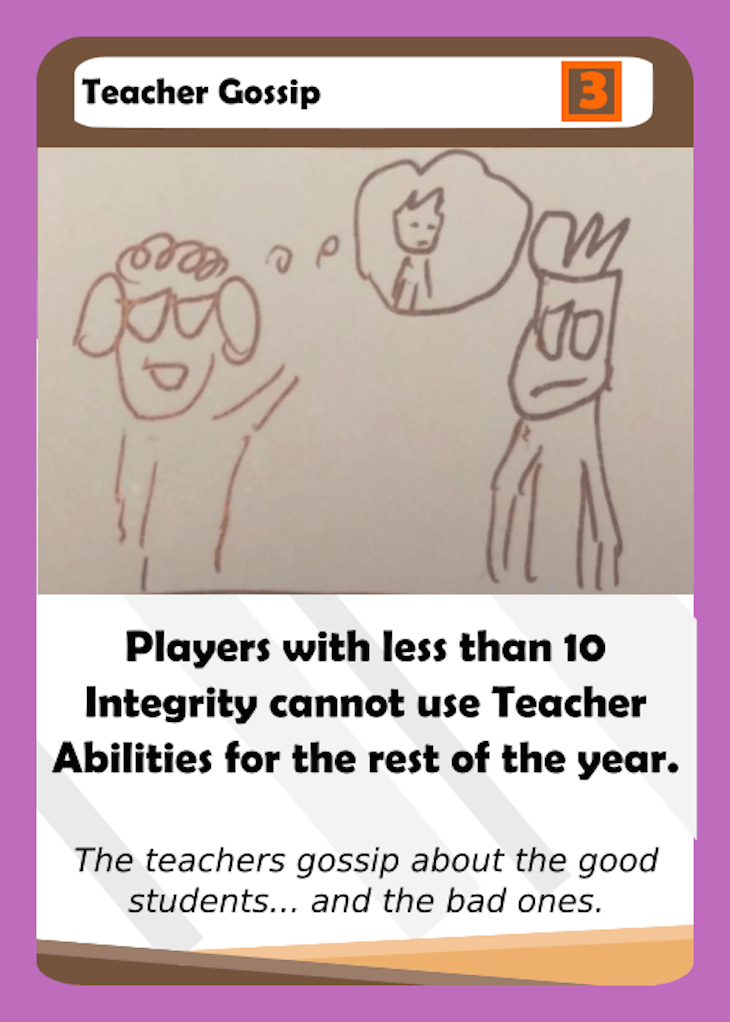 Teacher Gossip 3
Players with less than 10
Integrity cannot use Teacher
Abilities for the rest of the year.
The teachers gossip about the good
students... and the bad ones.